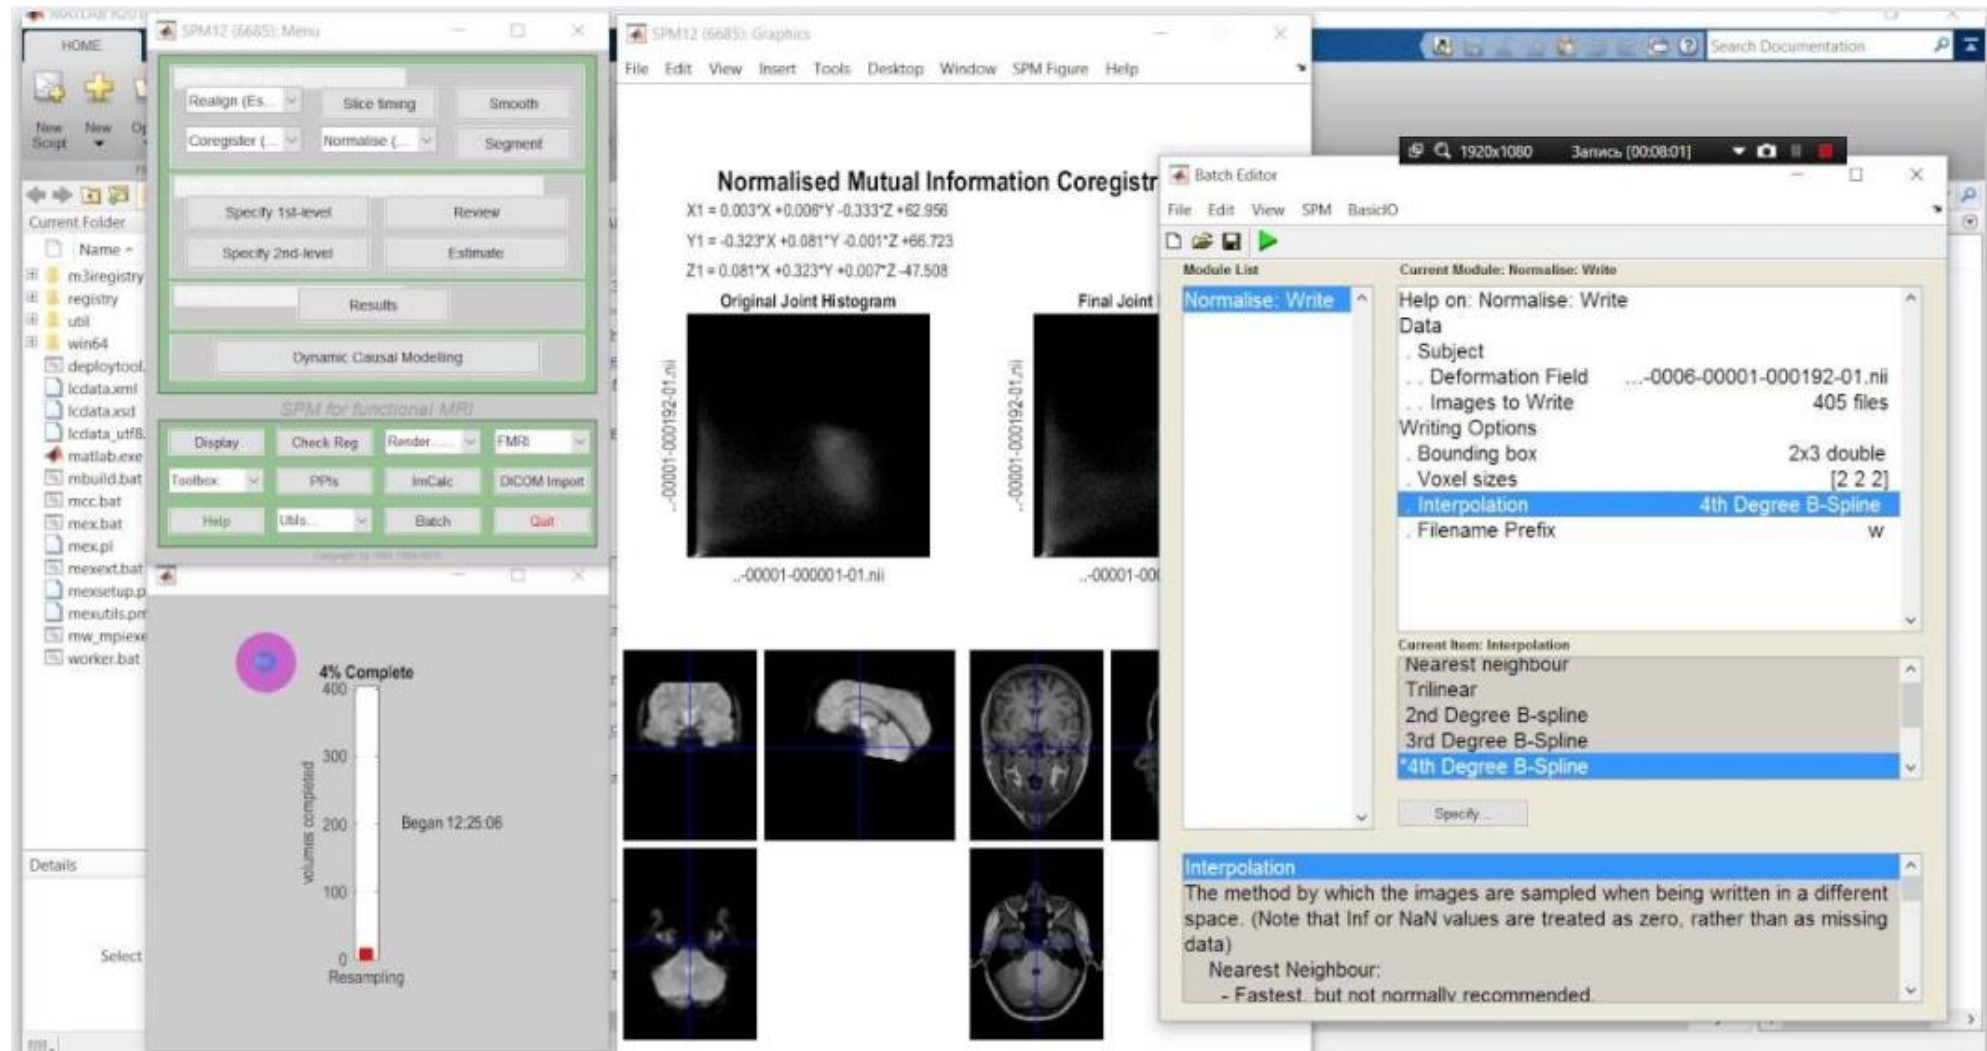 HOME
New Script
New
Current Folder
Name
m3iregistry
registry
util
win64
deploytool.
lcdata.xml
lcdata.xsd
lcdata_utf8.
matlab.exe
mbuild.bat
mcc.bat
mex.bat
mex.pl
mexext.bat
mexsetup.p
mexutils.pm
mw_mpiexe
worker.bat
Details
Select
SPM12 (6685): Menu
Realign (Es...
Slice timing
Smooth
Coregister (...
Normalise (...
Segment
Specify 1st-level
Review
Specify 2nd-level
Estimate
Results
Dynamic Causal Modelling
SPM for functional MRI
Display
Check Reg
Render...
FMRI
Toolbox:
PPIs
ImCalc
DICOM Import
Help
Utils...
Batch
Quit
4% Complete
400
300
200
100
0
volumes completed
Began 12:25:06
Resampling
SPM12 (6685): Graphics
File Edit View Insert Tools Desktop Window SPM Figure Help
Normalised Mutual Information Coregistr
X1 = 0.003*X +0.006*Y -0.333*Z +62.956
Y1 = -0.323*X +0.081*Y -0.001*Z +66.723
Z1 = 0.081*X +0.323*Y +0.007*Z -47.508
Original Joint Histogram
Final Joint
..-00001-000192-01.nii
..-00001-000192-01.nii
..-00001-000001-01.nii
..-00001-00
Search Documentation
1920x1080 Запись [00:08:01]
Batch Editor
File Edit View SPM BasicIO
Module List
Normalise: Write
Current Module: Normalise: Write
Help on: Normalise: Write
Data
. Subject
. . Deformation Field ...-0006-00001-000192-01.nii
. . Images to Write 405 files
Writing Options
. Bounding box 2x3 double
. Voxel sizes [2 2 2]
. Interpolation 4th Degree B-Spline
. Filename Prefix w
Current Item: Interpolation
Nearest neighbour
Trilinear
2nd Degree B-spline
3rd Degree B-Spline
*4th Degree B-Spline
Specify...
Interpolation
The method by which the images are sampled when being written in a different
space. (Note that Inf or NaN values are treated as zero, rather than as missing
data)
Nearest Neighbour:
- Fastest, but not normally recommended.